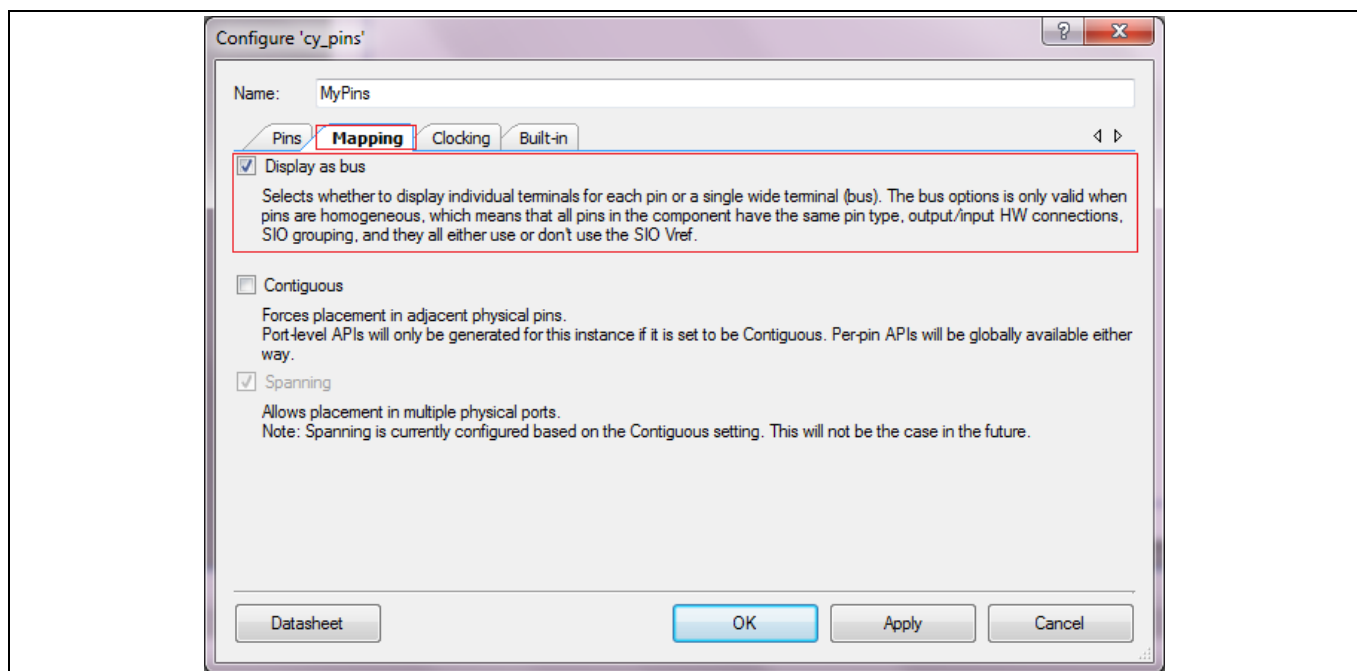 Configure 'cy_pins'
Name: MyPins
Pins Mapping Clocking Built-in
Display as bus
Selects whether to display individual terminals for each pin or a single wide terminal (bus). The bus options is only valid when
pins are homogeneous, which means that all pins in the component have the same pin type, output/input HW connections,
SIO grouping, and they all either use or don't use the SIO Vref.
Contiguous
Forces placement in adjacent physical pins.
Port-level APIs will only be generated for this instance if it is set to be Contiguous. Per-pin APIs will be globally available either
way.
Spanning
Allows placement in multiple physical ports.
Note: Spanning is currently configured based on the Contiguous setting. This will not be the case in the future.
Datasheet OK Apply Cancel